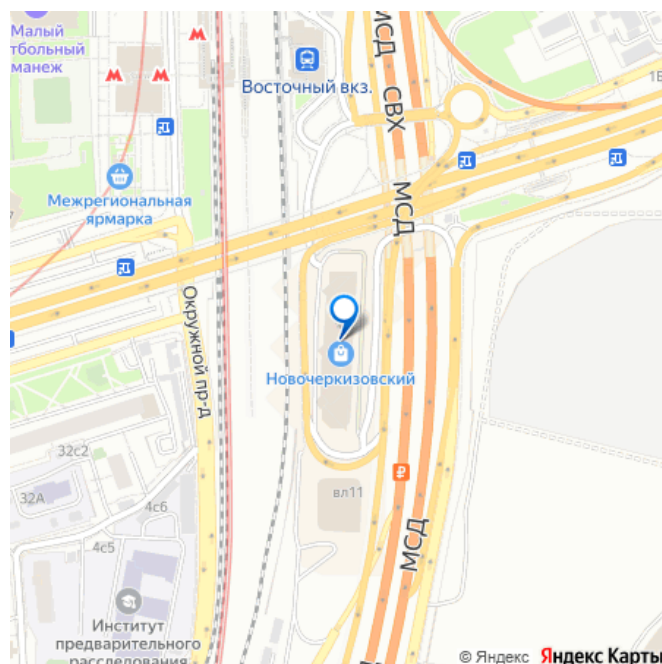 Малый
тбольный
манеж
Восточный вкз.
МСД
СВХ
1В
Межрегиональная
ярмарка
МСД
Окружной пр-д
Новочеркизовский
32с2
32А
4с6
4с5
вл11
МСД
Институт
предварительного
расследования
© Яндекс Яндекс Карты